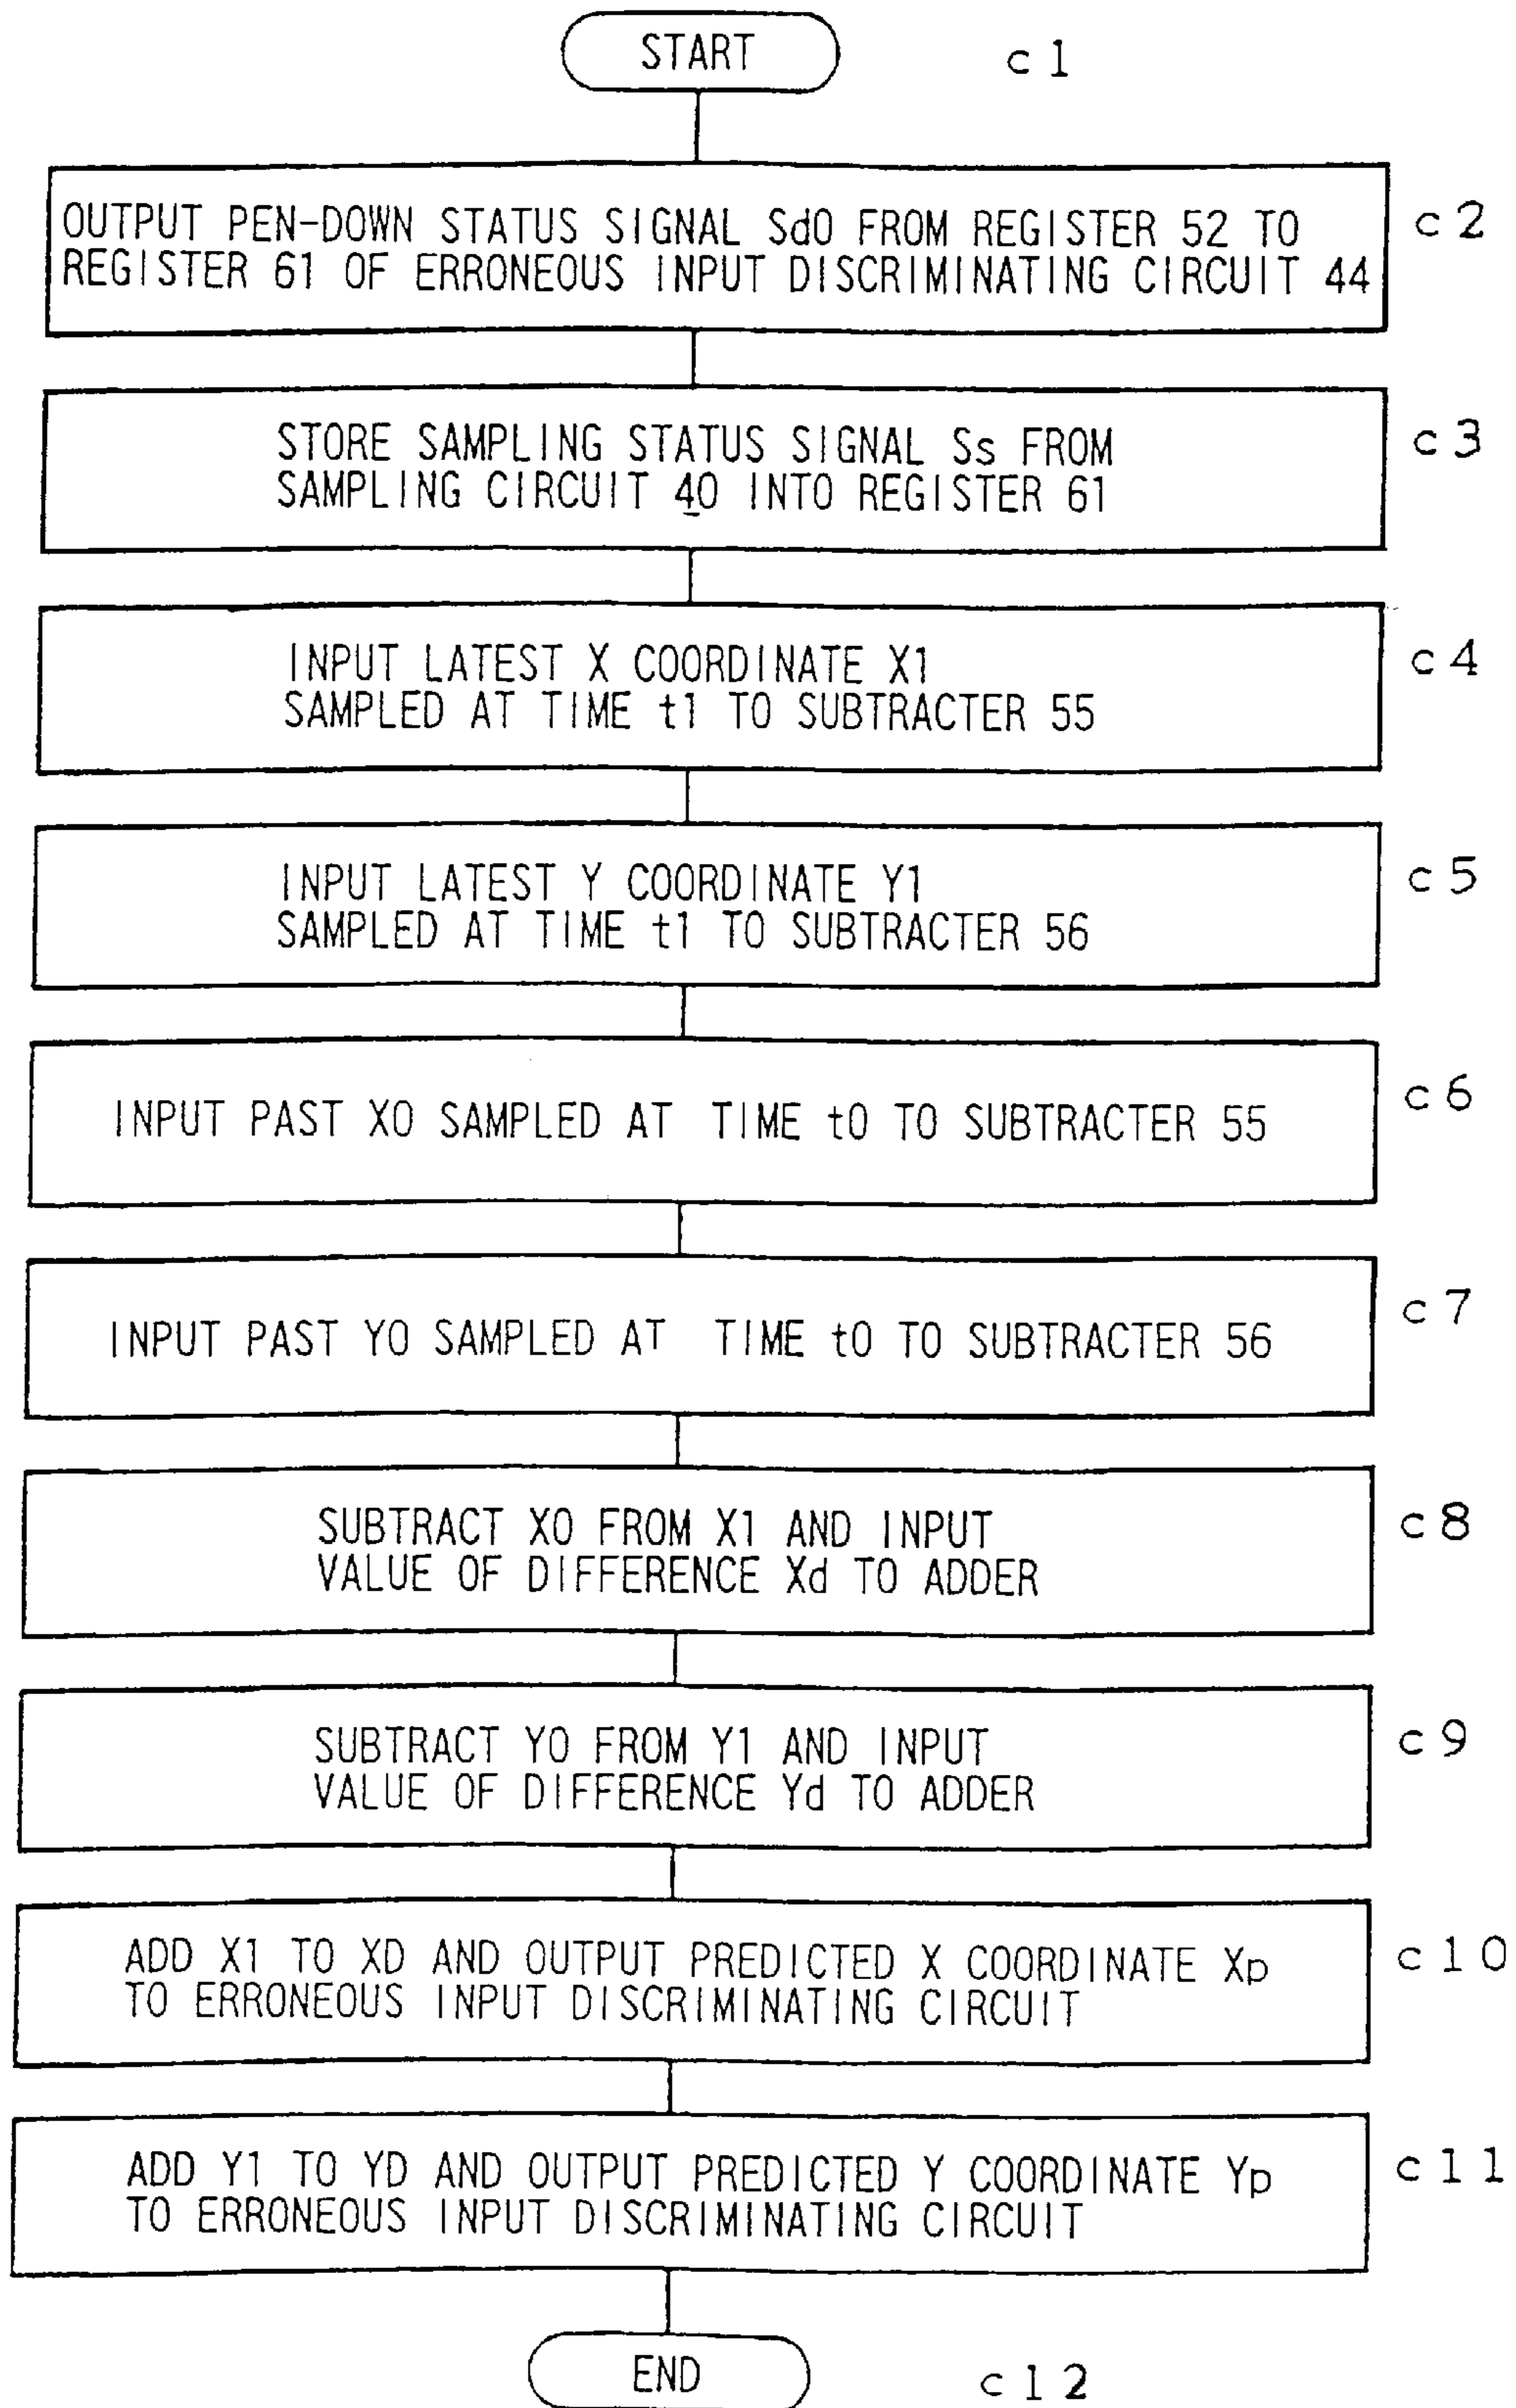 START
c1
OUTPUT PEN-DOWN STATUS SIGNAL Sd0 FROM REGISTER 52 TO
REGISTER 61 OF ERRONEOUS INPUT DISCRIMINATING CIRCUIT 44
c2
STORE SAMPLING STATUS SIGNAL Ss FROM
SAMPLING CIRCUIT 40 INTO REGISTER 61
c3
INPUT LATEST X COORDINATE X1
SAMPLED AT TIME t1 TO SUBTRACTER 55
c4
INPUT LATEST Y COORDINATE Y1
SAMPLED AT TIME t1 TO SUBTRACTER 56
c5
INPUT PAST X0 SAMPLED AT TIME t0 TO SUBTRACTER 55
c6
INPUT PAST Y0 SAMPLED AT TIME t0 TO SUBTRACTER 56
c7
SUBTRACT X0 FROM X1 AND INPUT
VALUE OF DIFFERENCE Xd TO ADDER
c8
SUBTRACT Y0 FROM Y1 AND INPUT
VALUE OF DIFFERENCE Yd TO ADDER
c9
ADD X1 TO XD AND OUTPUT PREDICTED X COORDINATE Xp
TO ERRONEOUS INPUT DISCRIMINATING CIRCUIT
c10
ADD Y1 TO YD AND OUTPUT PREDICTED Y COORDINATE Yp
TO ERRONEOUS INPUT DISCRIMINATING CIRCUIT
c11
END
c12